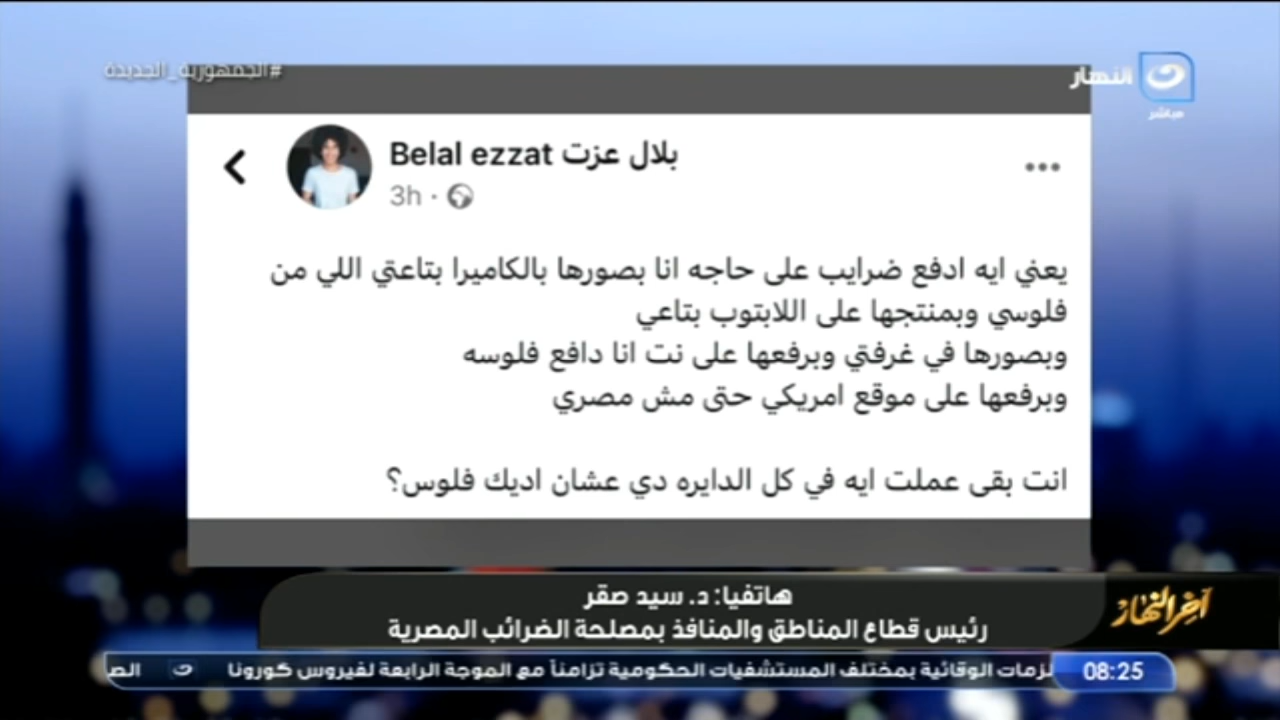 #الجمهورية_الجديدة
النهار
مباشر
Belal ezzat بلال عزت
3h ·
يعني ايه ادفع ضرايب على حاجه انا بصورها بالكاميرا بتاعتي اللي من
فلوسي وبمنتجها على اللابتوب بتاعي
وبصورها في غرفتي وبرفعها على نت انا دافع فلوسه
وبرفعها على موقع امريكي حتى مش مصري
انت بقى عملت ايه في كل الدايره دي عشان اديك فلوس؟
هاتفيا: د. سيد صقر
رئيس قطاع المناطق والمنافذ بمصلحة الضرائب المصرية
آخر النهار
08:25
لزمات الوقائية بمختلف المستشفيات الحكومية تزامناً مع الموجة الرابعة لفيروس كورونا
الص